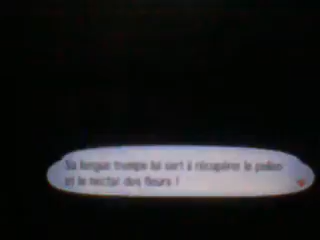 Sa longue trompe lui sert à récupérer le pollen
et le nectar des fleurs !